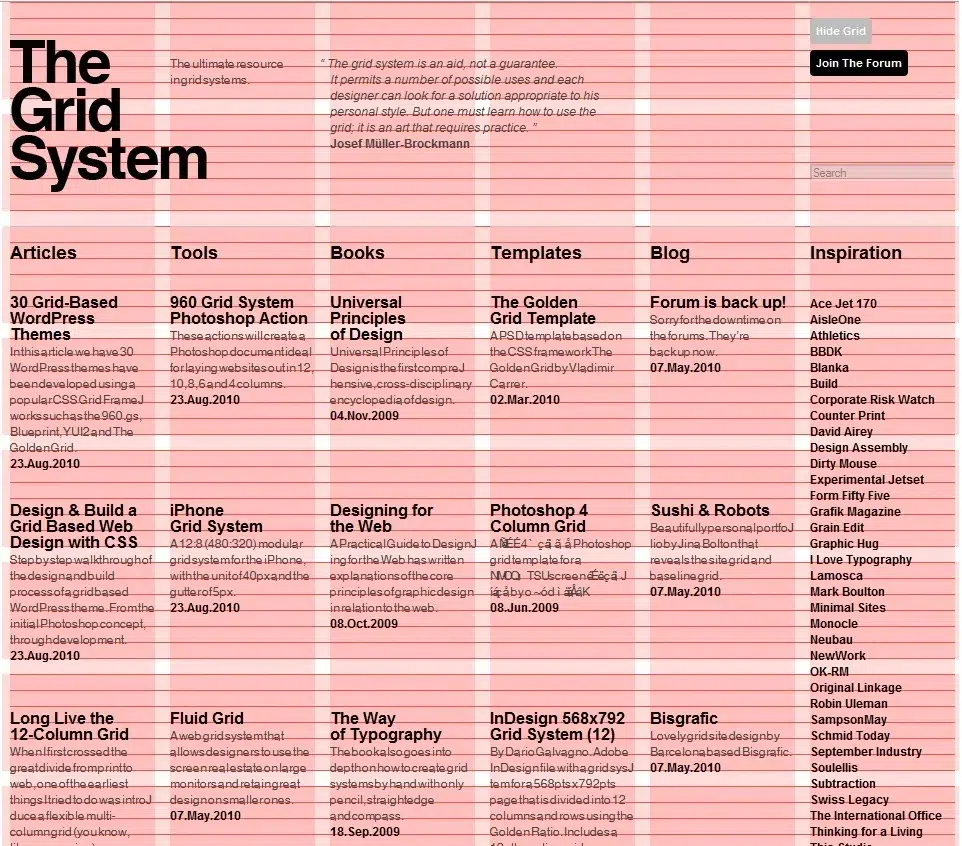 The
Grid
System
The ultimate resource
in grid systems.
“ The grid system is an aid, not a guarantee.
It permits a number of possible uses and each
designer can look for a solution appropriate to his
personal style. But one must learn how to use the
grid; it is an art that requires practice. ”
Josef Müller-Brockmann
Hide Grid
Join The Forum
Search
Articles
30 Grid-Based
WordPress
Themes
In this article we have 30
WordPress themes have
been developed using a
popular CSS Grid FrameJ
works such as the 960.gs,
Blueprint, YUI2 and The
Golden Grid.
23.Aug.2010
Design & Build a
Grid Based Web
Design with CSS
Step by step walkthrough of
the design and build
process of a grid based
WordPress theme. From the
initial Photoshop concept,
through development.
23.Aug.2010
Long Live the
12-Column Grid
When I first crossed the
great divide from print to
web, one of the earliest
things I tried to do was introJ
duce a flexible multi-
column grid (you know,
Tools
960 Grid System
Photoshop Action
These actions will create a
Photoshop document ideal
for laying websites out in 12,
10, 8, 6 and 4 columns.
23.Aug.2010
iPhone
Grid System
A 12:8 (480:320) modular
grid system for the iPhone,
with the unit of 40px and the
gutter of 5px.
23.Aug.2010
Fluid Grid
A web grid system that
allows designers to use the
screen real estate on large
monitors and retain great
design on smaller ones.
07.May.2010
Books
Universal
Principles
of Design
Universal Principles of
Design is the first compreJ
hensive, cross-disciplinary
encyclopedia of design.
04.Nov.2009
Designing for
the Web
A Practical Guide to DesignJ
ing for the Web has written
explanations of the core
principles of graphic design
in relation to the web.
08.Oct.2009
The Way
of Typography
The book also goes into
depth on how to create grid
systems by hand with only
pencil, straight edge
and compass.
18.Sep.2009
Templates
The Golden
Grid Template
A PSD template based on
the CSS framework The
Golden Grid by Vladimir
Carrer.
02.Mar.2010
Photoshop 4
Column Grid
Photoshop
grid template for a
08.Jun.2009
InDesign 568x792
Grid System (12)
By Dario Galvagno. Adobe
InDesign file with a grid sysJ
tem for a 568pts x 792pts
page that is divided into 12
columns and rows using the
Golden Ratio. Includes a
Blog
Forum is back up!
Sorry for the downtime on
the forums. They’re
back up now.
07.May.2010
Sushi & Robots
Beautifully personal portfoJ
lio by Jina Bolton that
reveals the site grid and
baseline grid.
07.May.2010
Bisgrafic
Lovely grid site design by
Barcelona based Bisgrafic.
07.May.2010
Inspiration
Ace Jet 170
AisleOne
Athletics
BBDK
Blanka
Build
Corporate Risk Watch
Counter Print
David Airey
Design Assembly
Dirty Mouse
Experimental Jetset
Form Fifty Five
Grafik Magazine
Grain Edit
Graphic Hug
I Love Typography
Lamosca
Mark Boulton
Minimal Sites
Monocle
Neubau
NewWork
OK-RM
Original Linkage
Robin Uleman
SampsonMay
Schmid Today
September Industry
Soulellis
Subtraction
Swiss Legacy
The International Office
Thinking for a Living